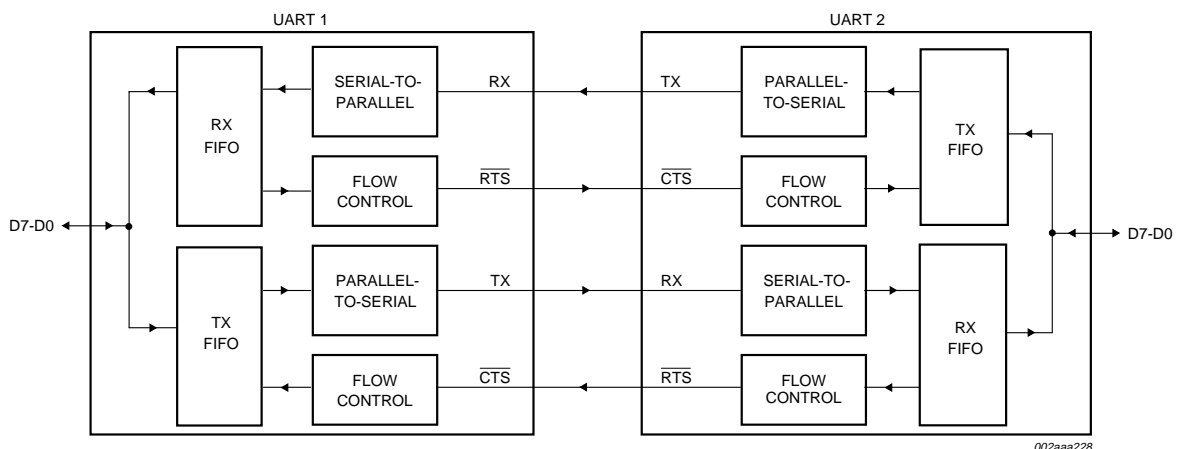 UART 1
UART 2
SERIAL-TO-
PARALLEL
RX
TX
PARALLEL-
TO-SERIAL
RX
FIFO
TX
FIFO
FLOW
CONTROL
RTS
CTS
FLOW
CONTROL
D7-D0
D7-D0
PARALLEL-
TO-SERIAL
TX
RX
SERIAL-TO-
PARALLEL
TX
FIFO
RX
FIFO
FLOW
CONTROL
CTS
RTS
FLOW
CONTROL
002aaa228